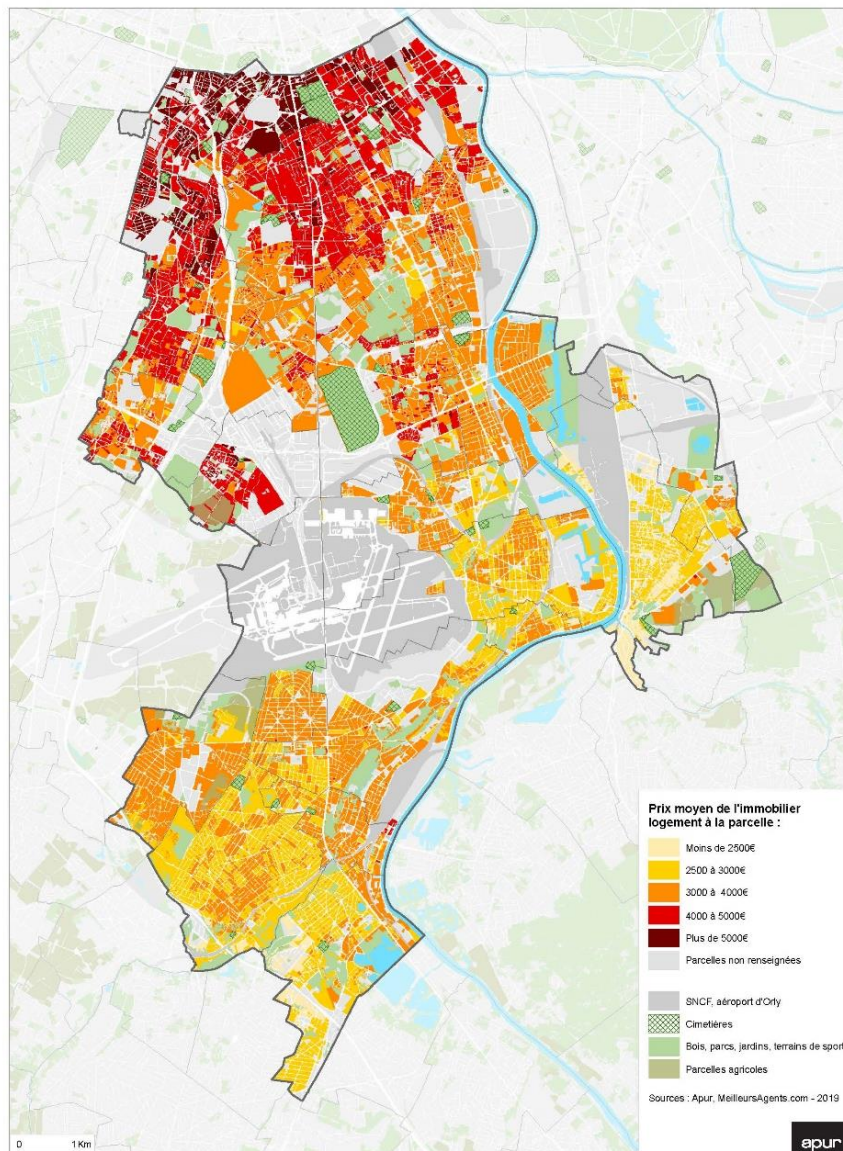 Prix moyen de l'immobilier
logement à la parcelle :
Moins de 2500€
2500 à 3000€
3000 à 4000€
4000 à 5000€
Plus de 5000€
Parcelles non renseignées
SNCF, aéroport d'Orly
Cimetières
Bois, parcs, jardins, terrains de sport
Parcelles agricoles
Sources : Apur, MeilleursAgents.com - 2019
0 1 Km
apur